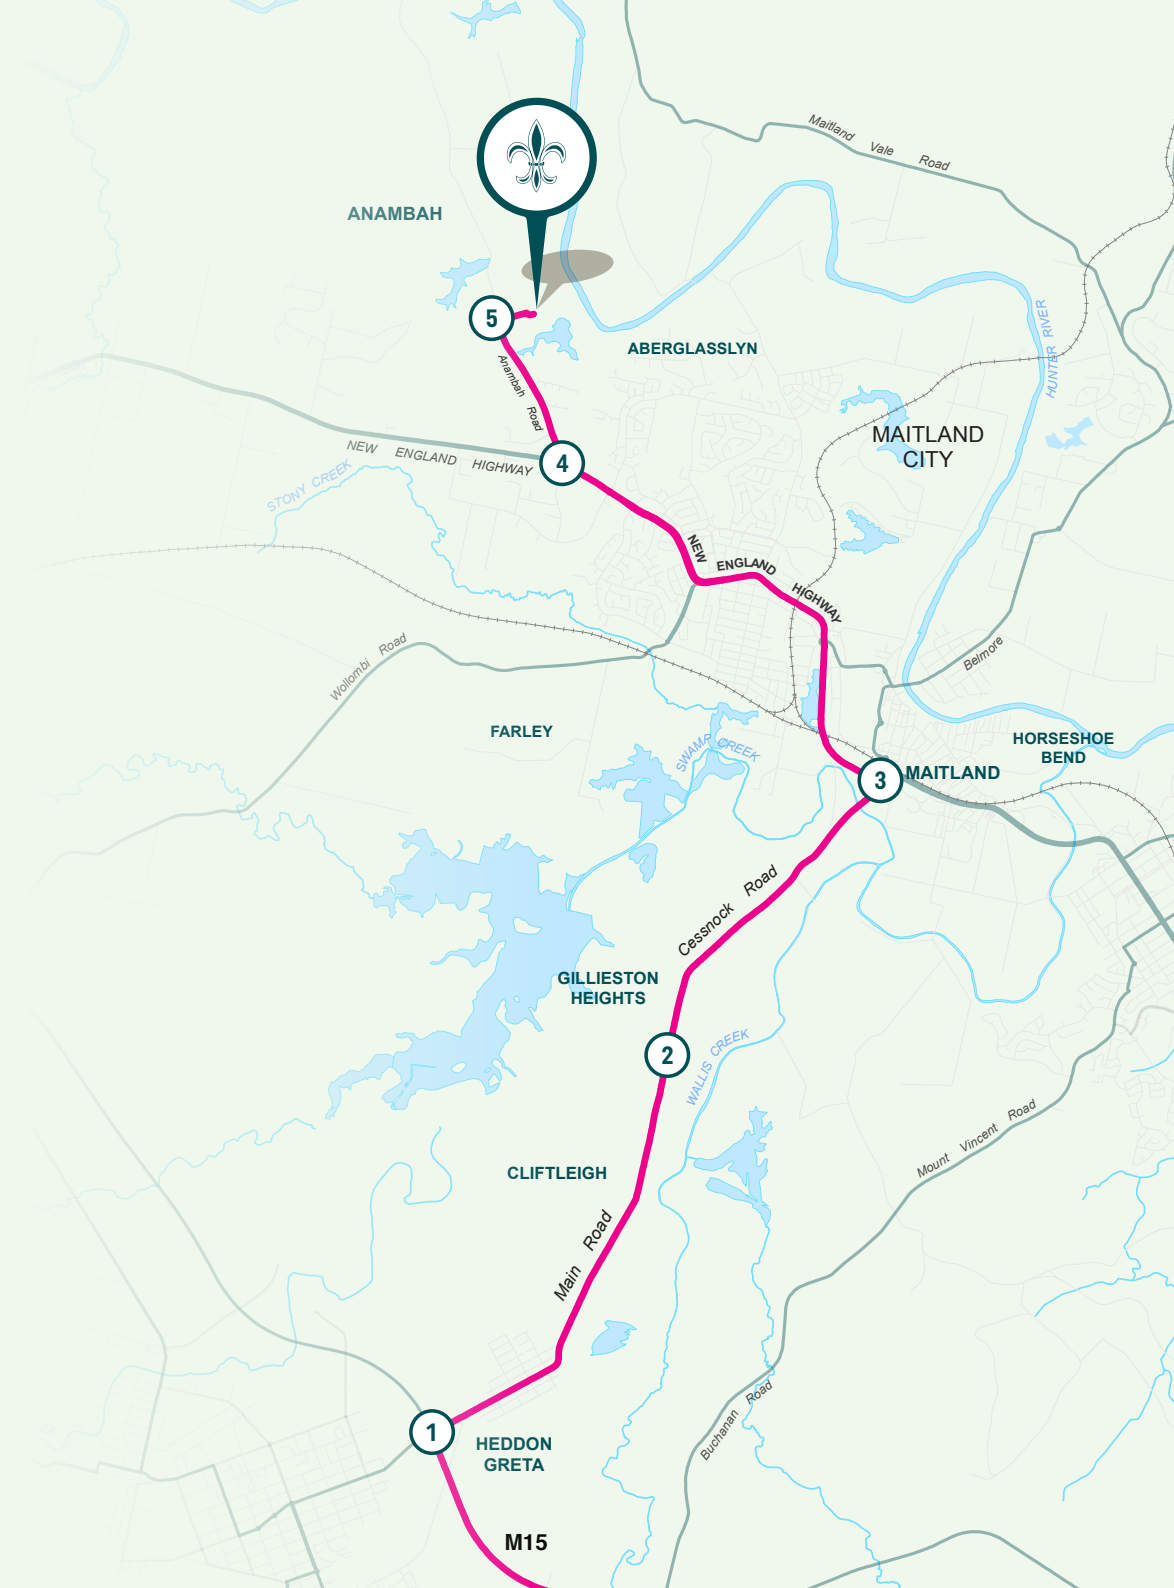 Maitland Vale Road
ANAMBAH
5
ABERGLASSLYN
HUNTER RIVER
Anambah Road
MAITLAND
CITY
NEW ENGLAND HIGHWAY
4
STONY CREEK
NEW ENGLAND HIGHWAY
Belmore
Wollombi Road
FARLEY
SWAMP CREEK
HORSESHOE
BEND
3
MAITLAND
Cessnock Road
GILLIESTON
HEIGHTS
2
WALLIS CREEK
Mount Vincent Road
CLIFTLEIGH
Main Road
Buchanan Road
1
HEDDON
GRETA
M15